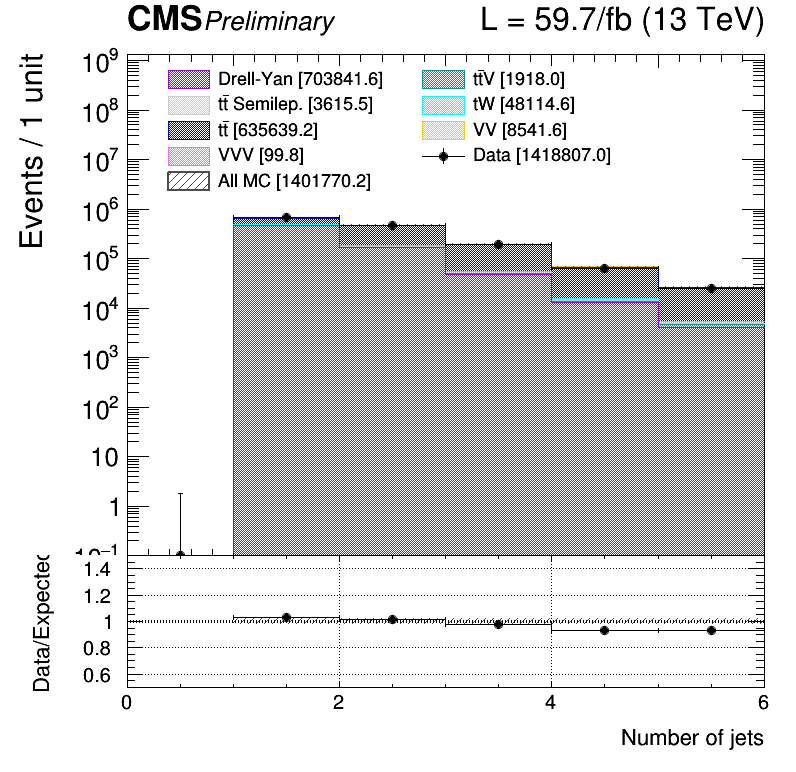 CMS Preliminary L = 59.7/fb (13 TeV)
Events / 1 unit
10⁹
10⁸
10⁷
10⁶
10⁵
10⁴
10³
10²
10
1
10⁻¹
Drell-Yan [703841.6]
tt̄ Semilep. [3615.5]
tt̄ [635639.2]
VVV [99.8]
All MC [1401770.2]
tt̄V [1918.0]
tW [48114.6]
VV [8541.6]
Data [1418807.0]
Data/Expected
1.4
1.2
1
0.8
0.6
0 2 4 6
Number of jets